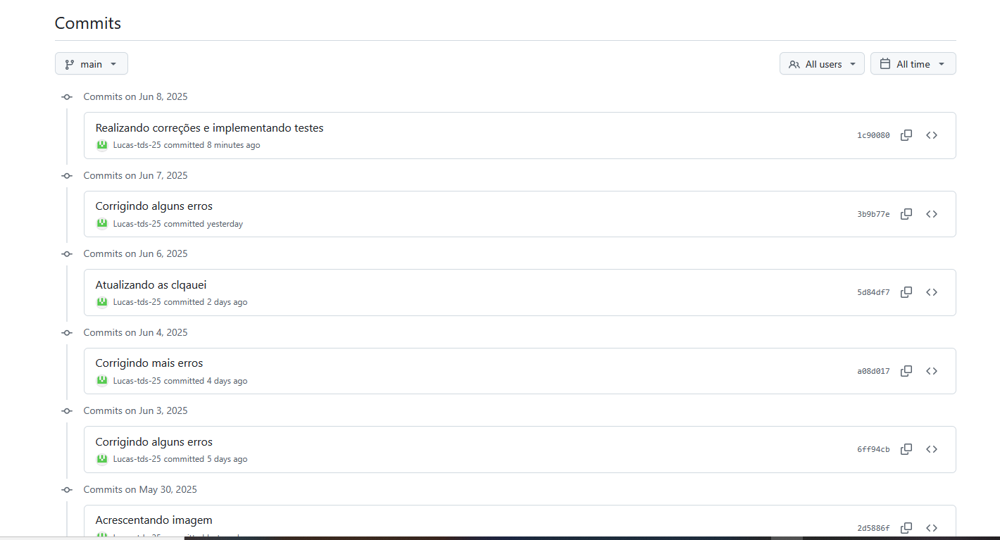 Commits
main
All users
All time
Commits on Jun 8, 2025
Realizando correções e implementando testes
1c90080
Lucas-tds-25 committed 8 minutes ago
Commits on Jun 7, 2025
Corrigindo alguns erros
3b9b77e
Lucas-tds-25 committed yesterday
Commits on Jun 6, 2025
Atualizando as clqauei
5d84df7
Lucas-tds-25 committed 2 days ago
Commits on Jun 4, 2025
Corrigindo mais erros
a08d017
Lucas-tds-25 committed 4 days ago
Commits on Jun 3, 2025
Corrigindo alguns erros
6ff94cb
Lucas-tds-25 committed 5 days ago
Commits on May 30, 2025
Acrescentando imagem
2d5886f